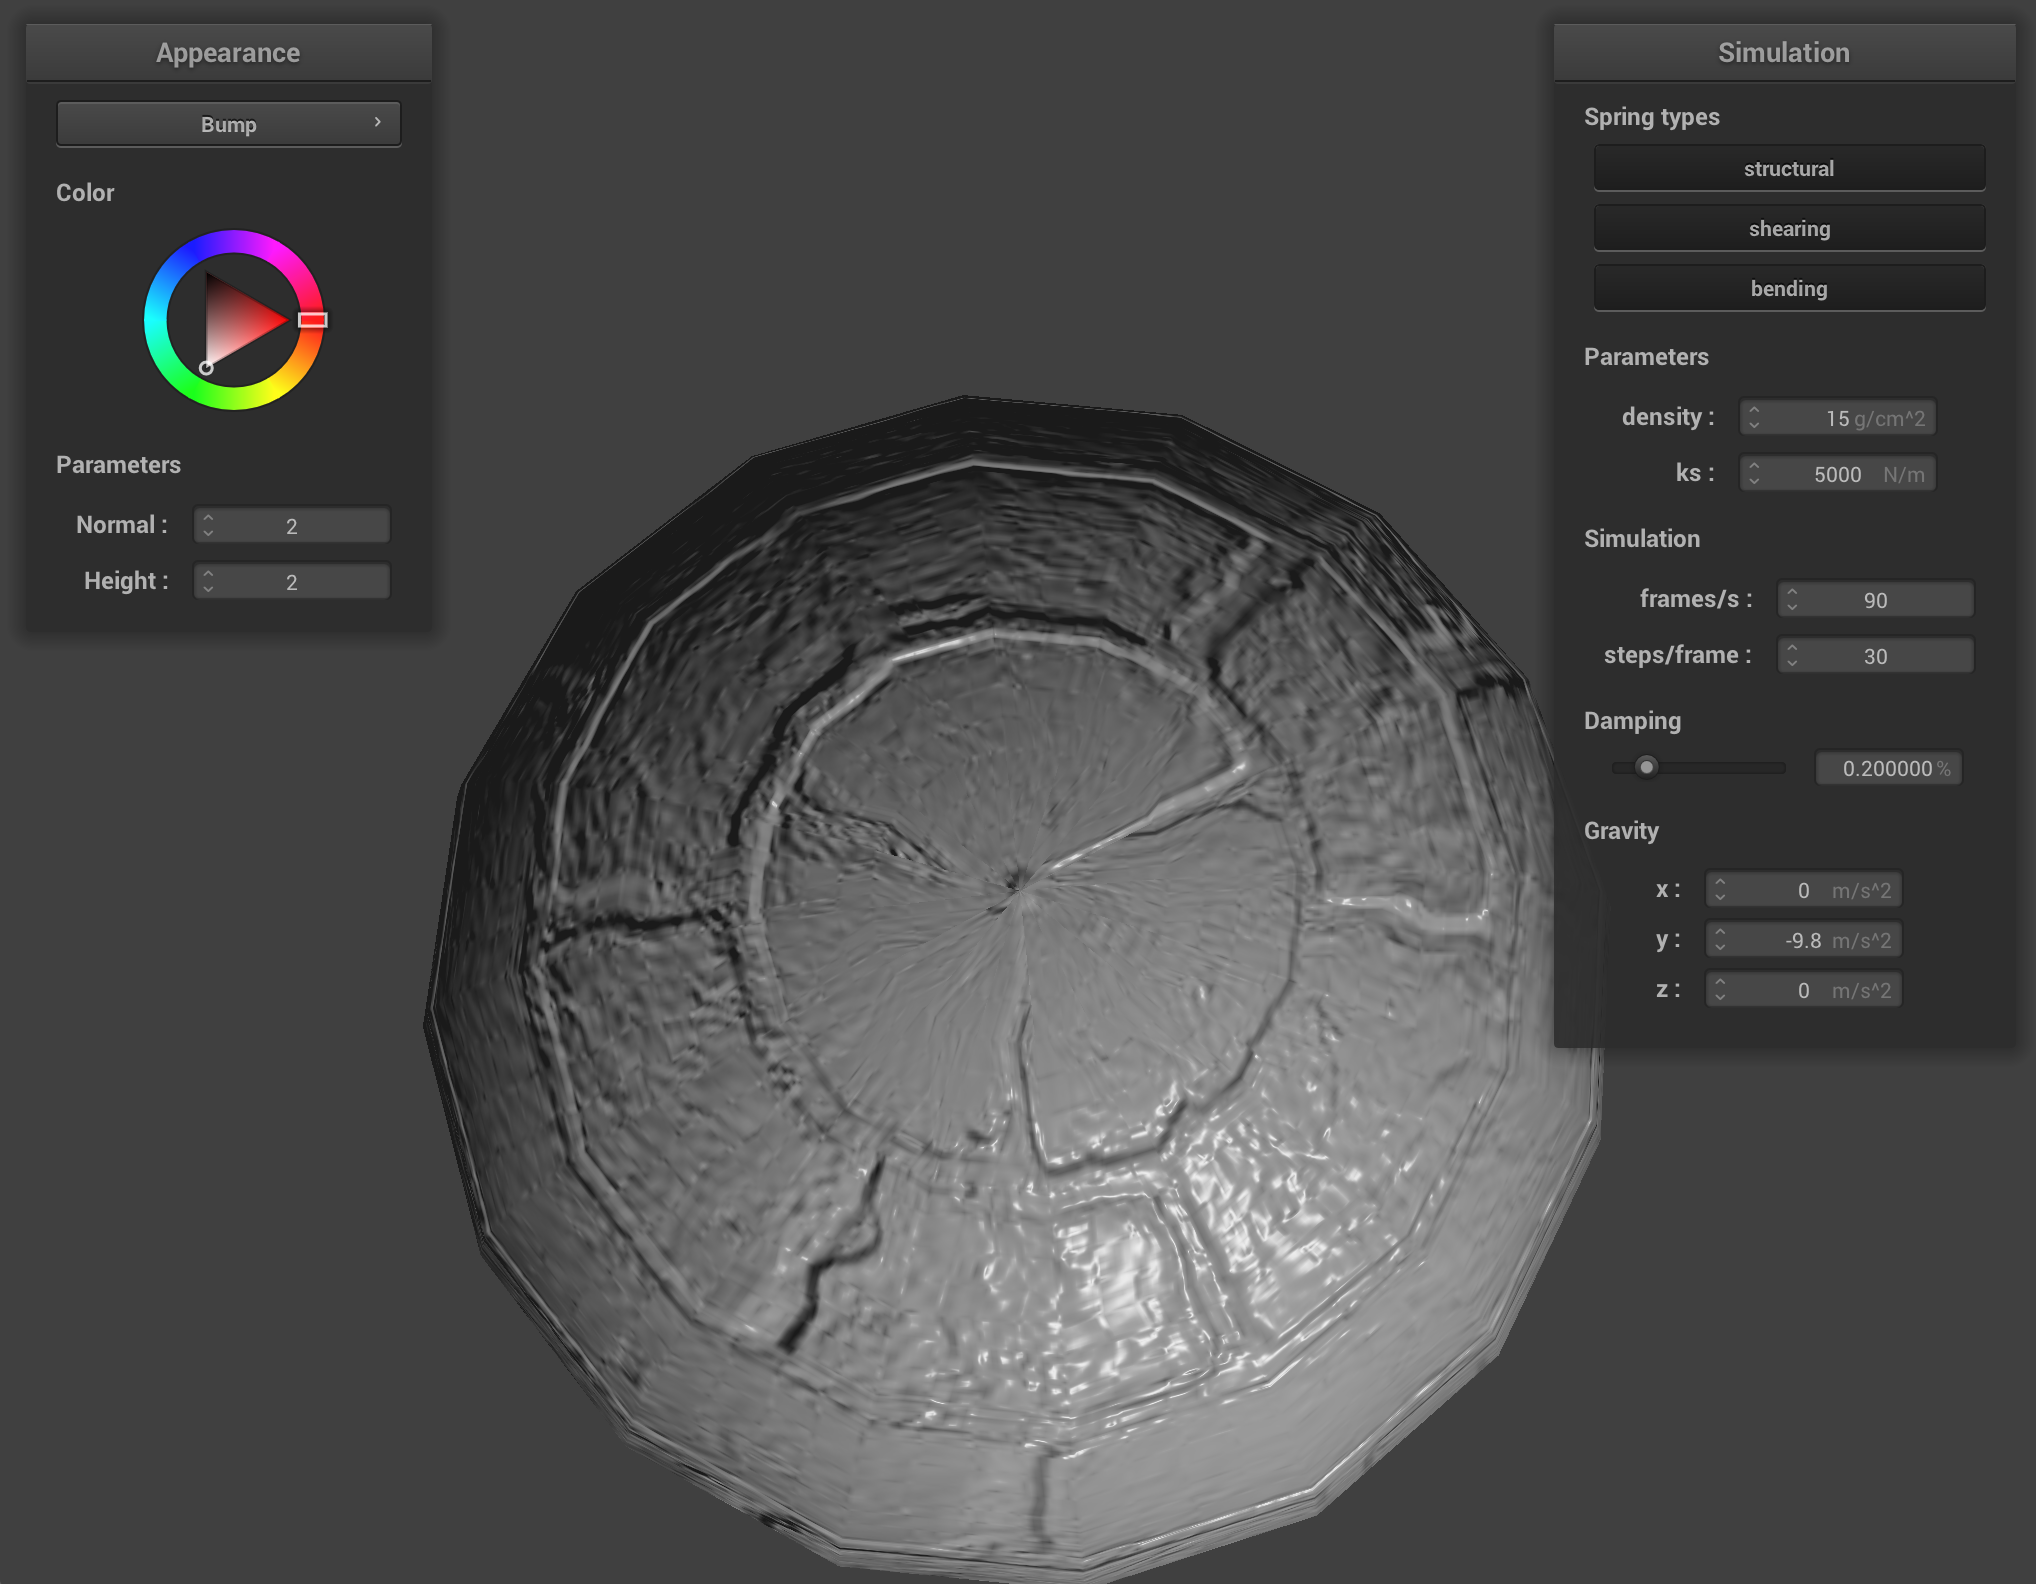 Appearance
Bump
Color
Parameters
Normal : 2
Height : 2
Simulation
Spring types
structural
shearing
bending
Parameters
density : 15 g/cm^2
ks : 5000 N/m
Simulation
frames/s : 90
steps/frame : 30
Damping
0.200000 %
Gravity
x : 0 m/s^2
y : -9.8 m/s^2
z : 0 m/s^2